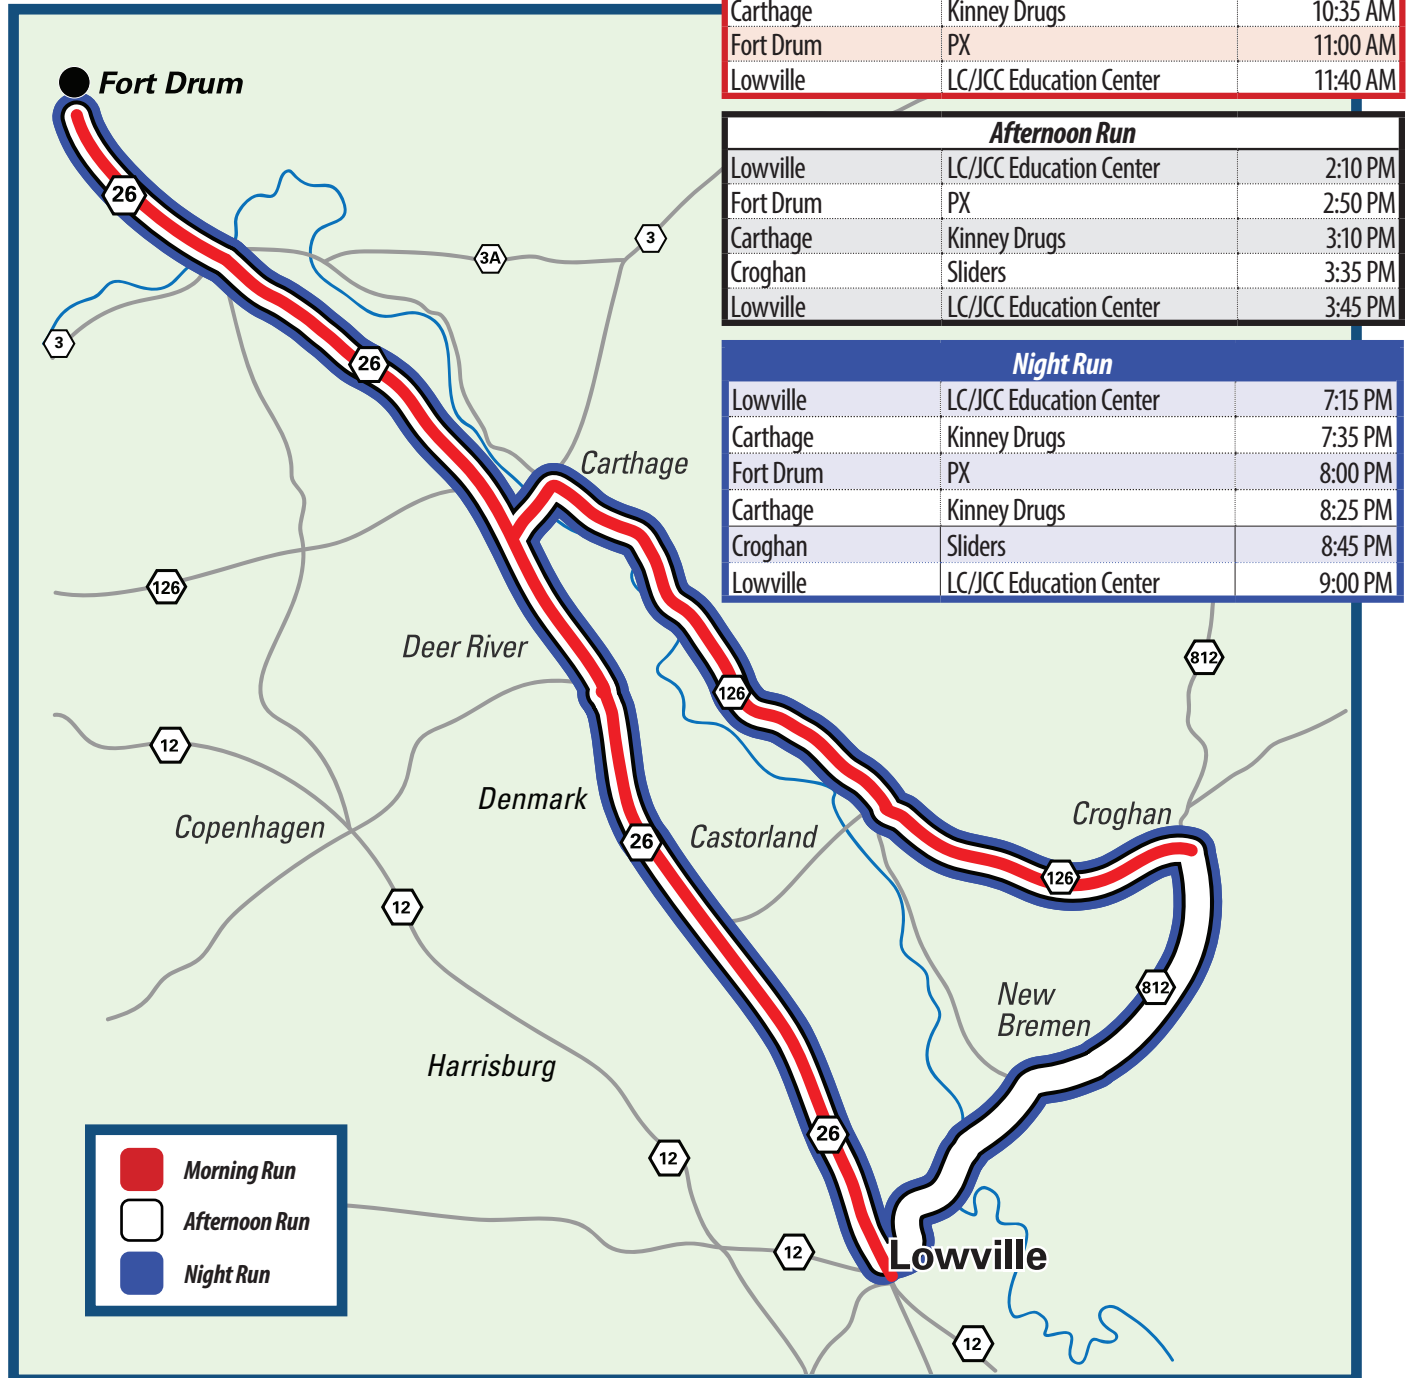 Carthage Kinney Drugs 10:35 AM
Fort Drum PX 11:00 AM
Lowville LC/JCC Education Center 11:40 AM
Afternoon Run
Lowville LC/JCC Education Center 2:10 PM
Fort Drum PX 2:50 PM
Carthage Kinney Drugs 3:10 PM
Croghan Sliders 3:35 PM
Lowville LC/JCC Education Center 3:45 PM
Night Run
Lowville LC/JCC Education Center 7:15 PM
Carthage Kinney Drugs 7:35 PM
Fort Drum PX 8:00 PM
Carthage Kinney Drugs 8:25 PM
Croghan Sliders 8:45 PM
Lowville LC/JCC Education Center 9:00 PM
Fort Drum
26
3
3A
3
26
Carthage
126
Deer River
812
126
12
Denmark
Croghan
Copenhagen
Castorland
26
126
12
812
New
Bremen
Harrisburg
26
12
Morning Run
Afternoon Run
Night Run
12
Lowville
12